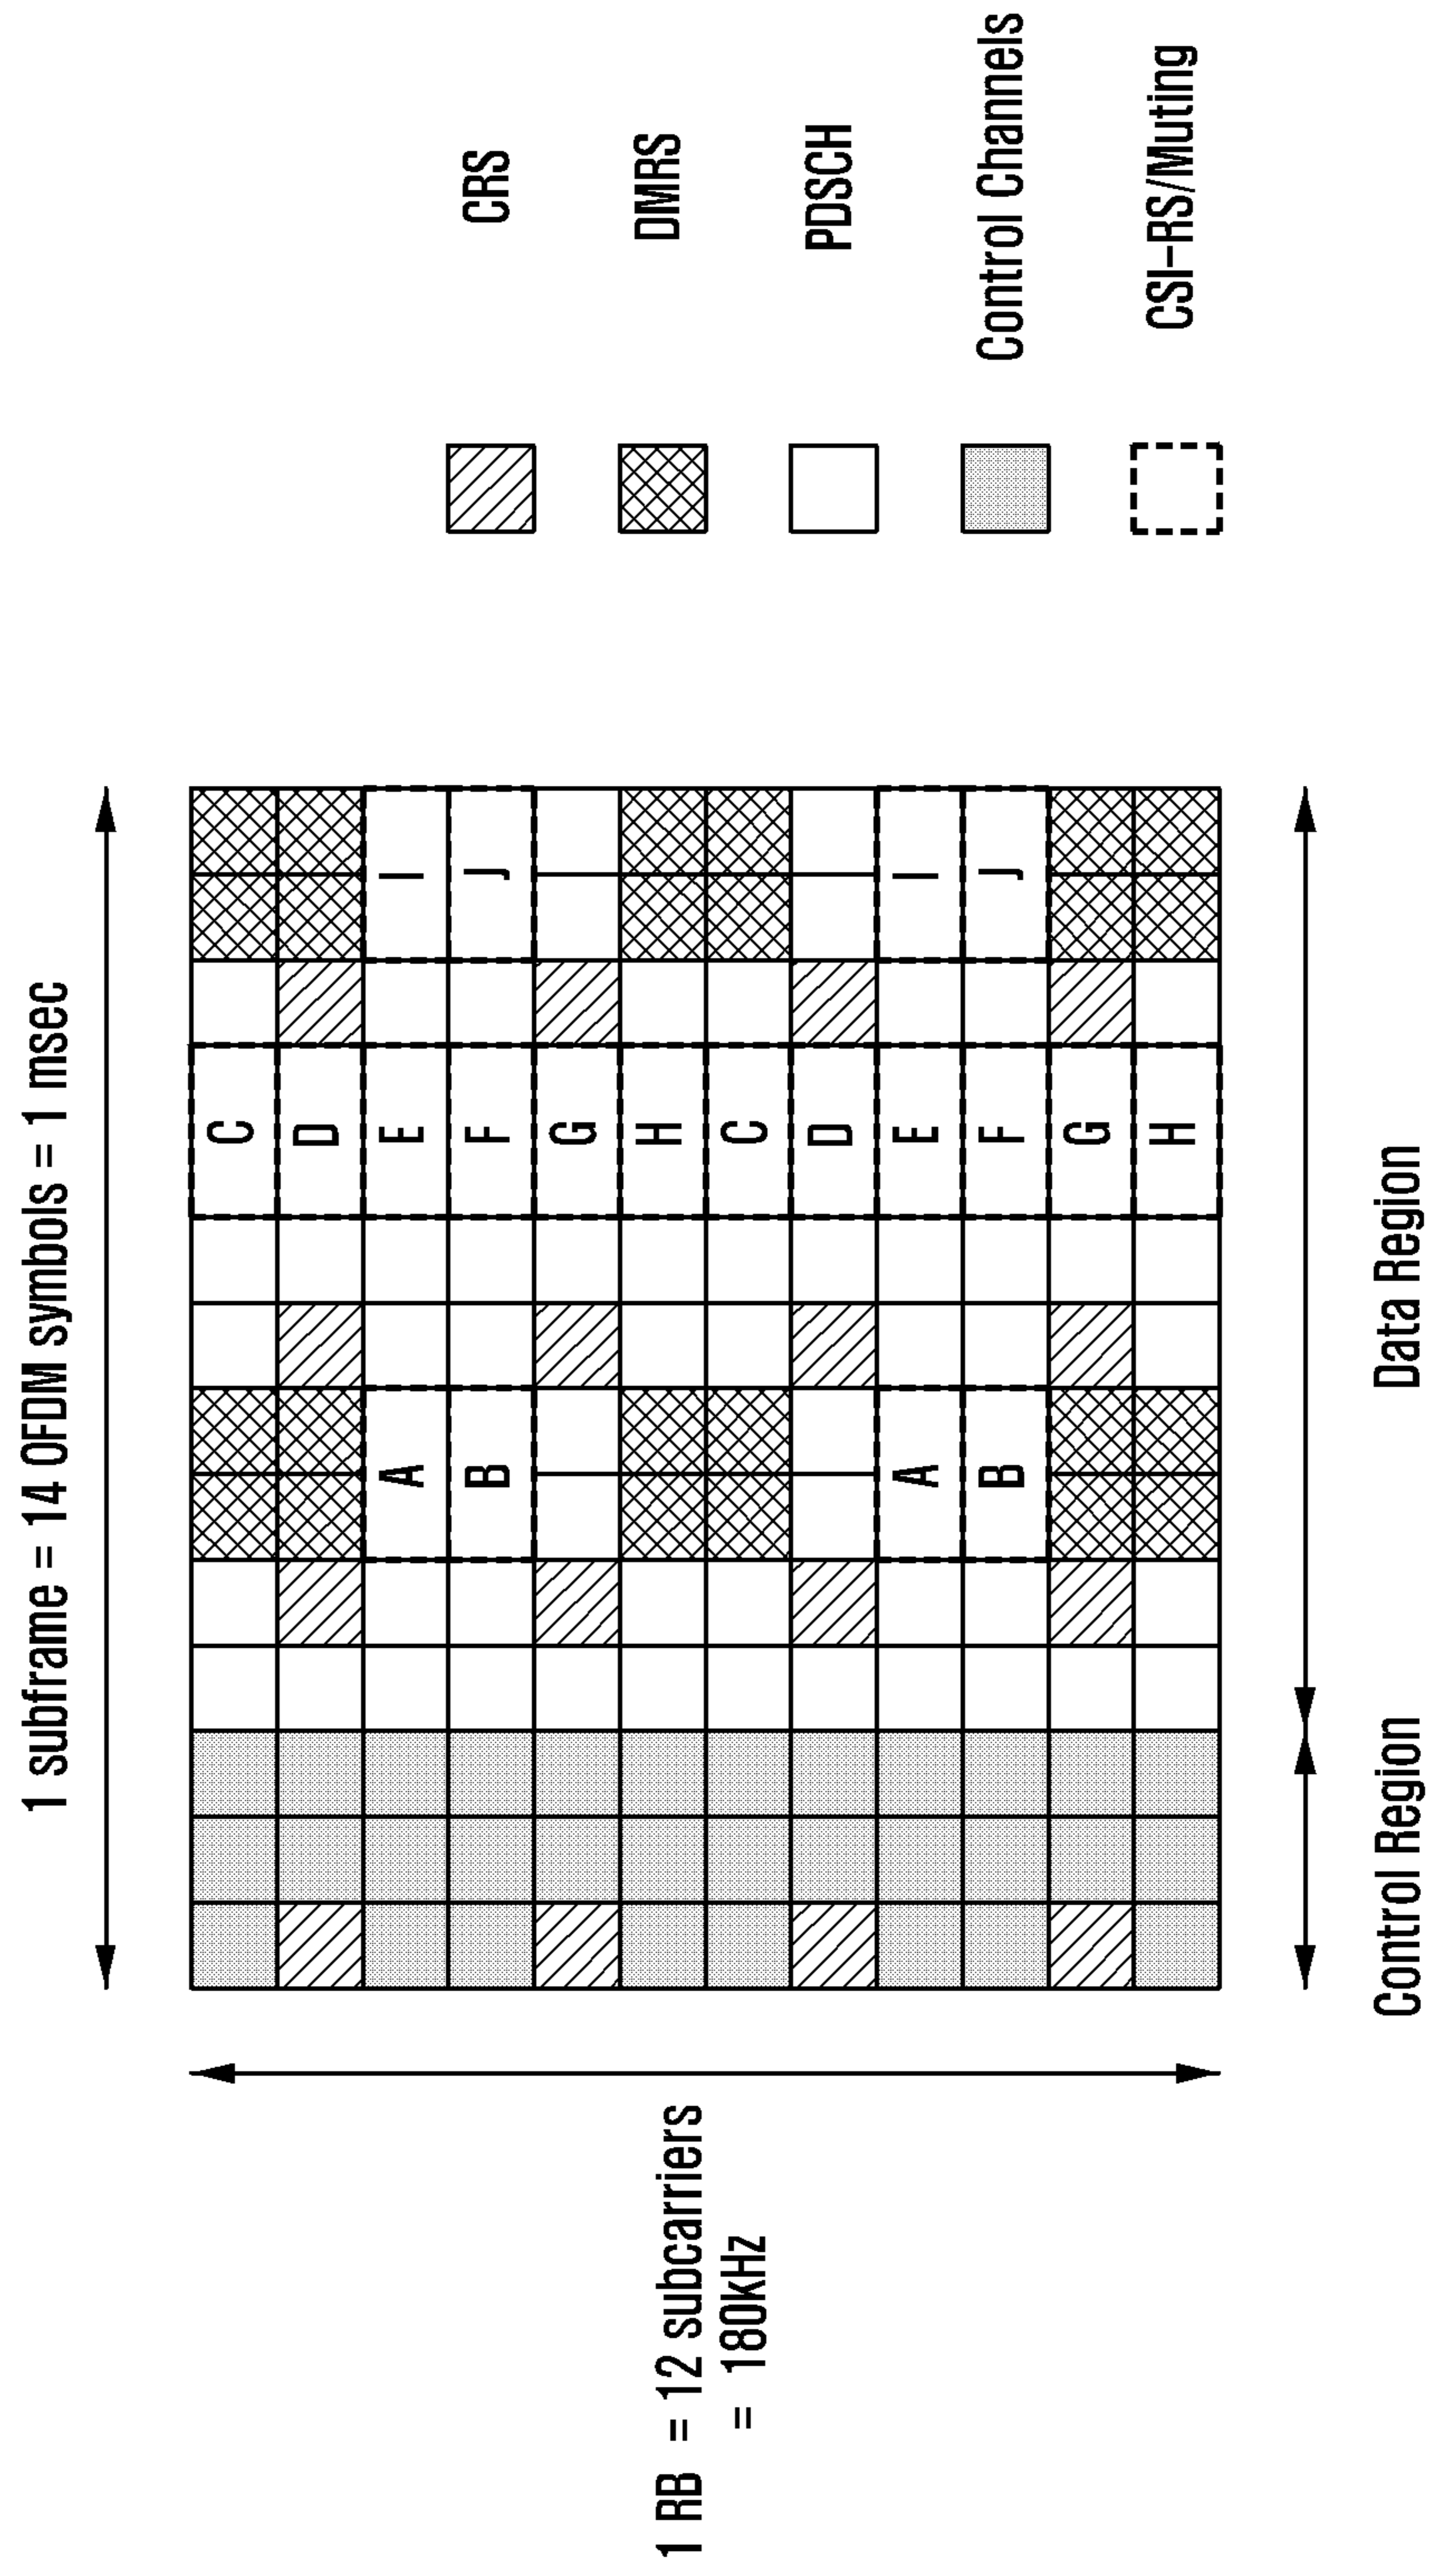 1 subframe = 14 OFDM symbols = 1 msec
1 RB = 12 subcarriers
= 180kHz
C
D
A E I
B F J
G
H
C
D
A E I
B F J
G
H
CRS
DMRS
PDSCH
Control Channels
CSI-RS/Muting
Control Region
Data Region